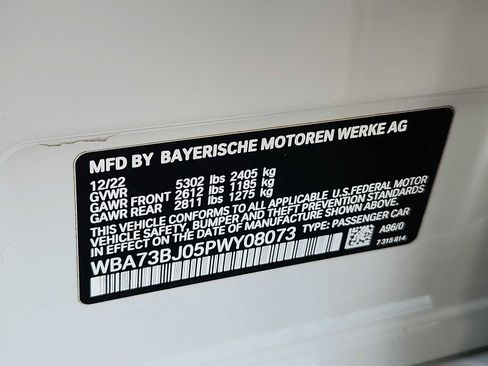 MFD BY BAYERISCHE MOTOREN WERKE AG
12/22
GVWR 5302 lbs 2405 kg
GAWR FRONT 2612 lbs 1185 kg
GAWR REAR 2811 lbs 1275 kg
THIS VEHICLE CONFORMS TO ALL APPLICABLE U.S.FEDERAL MOTOR
VEHICLE SAFETY, BUMPER AND THEFT PREVENTION STANDARDS
IN EFFECT ON THE DATE OF MANUFACTURE SHOWN ABOVE.
WBA73BJ05PWY08073 TYPE: PASSENGER CAR
A96/0
7 315 814